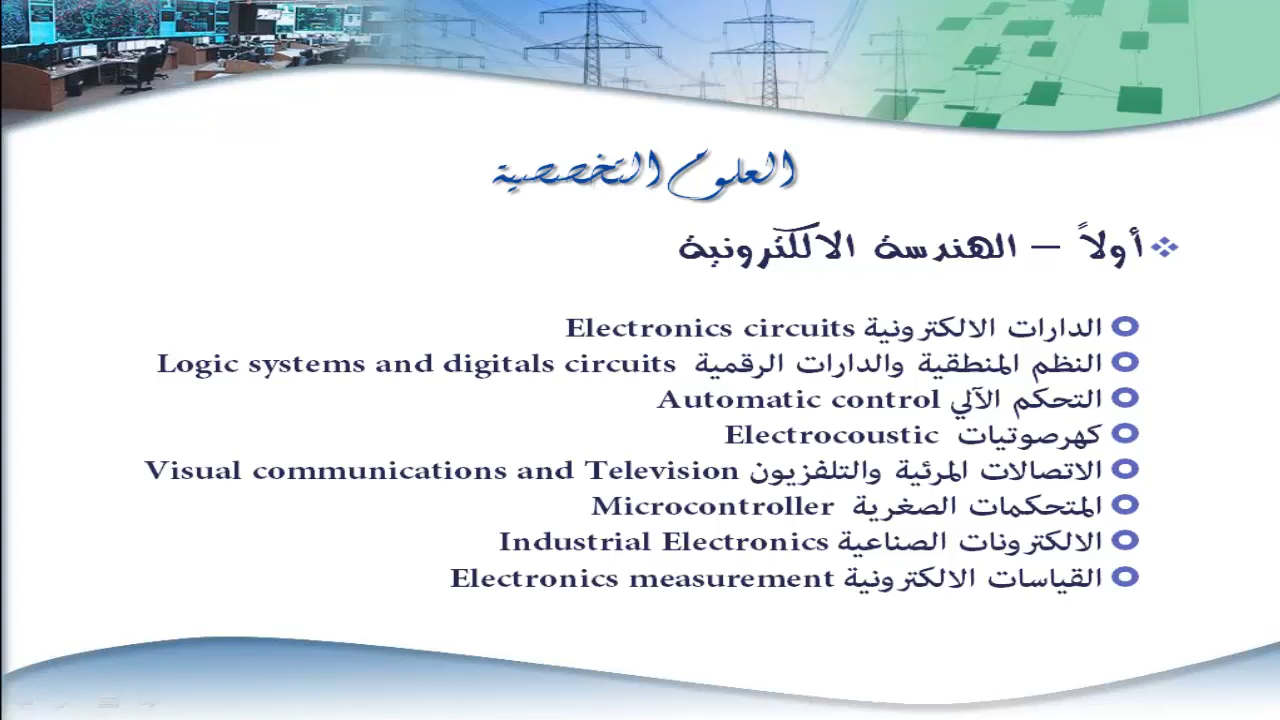 العلوم التخصصية
أولاً – الهندسة الالكترونية
الدارات الالكترونية Electronics circuits
النظم المنطقية والدارات الرقمية Logic systems and digitals circuits
التحكم الآلي Automatic control
كهرصوتيات Electrocoustic
الاتصالات المرئية والتلفزيون Visual communications and Television
المتحكمات الصغرية Microcontroller
الالكترونات الصناعية Industrial Electronics
القياسات الالكترونية Electronics measurement